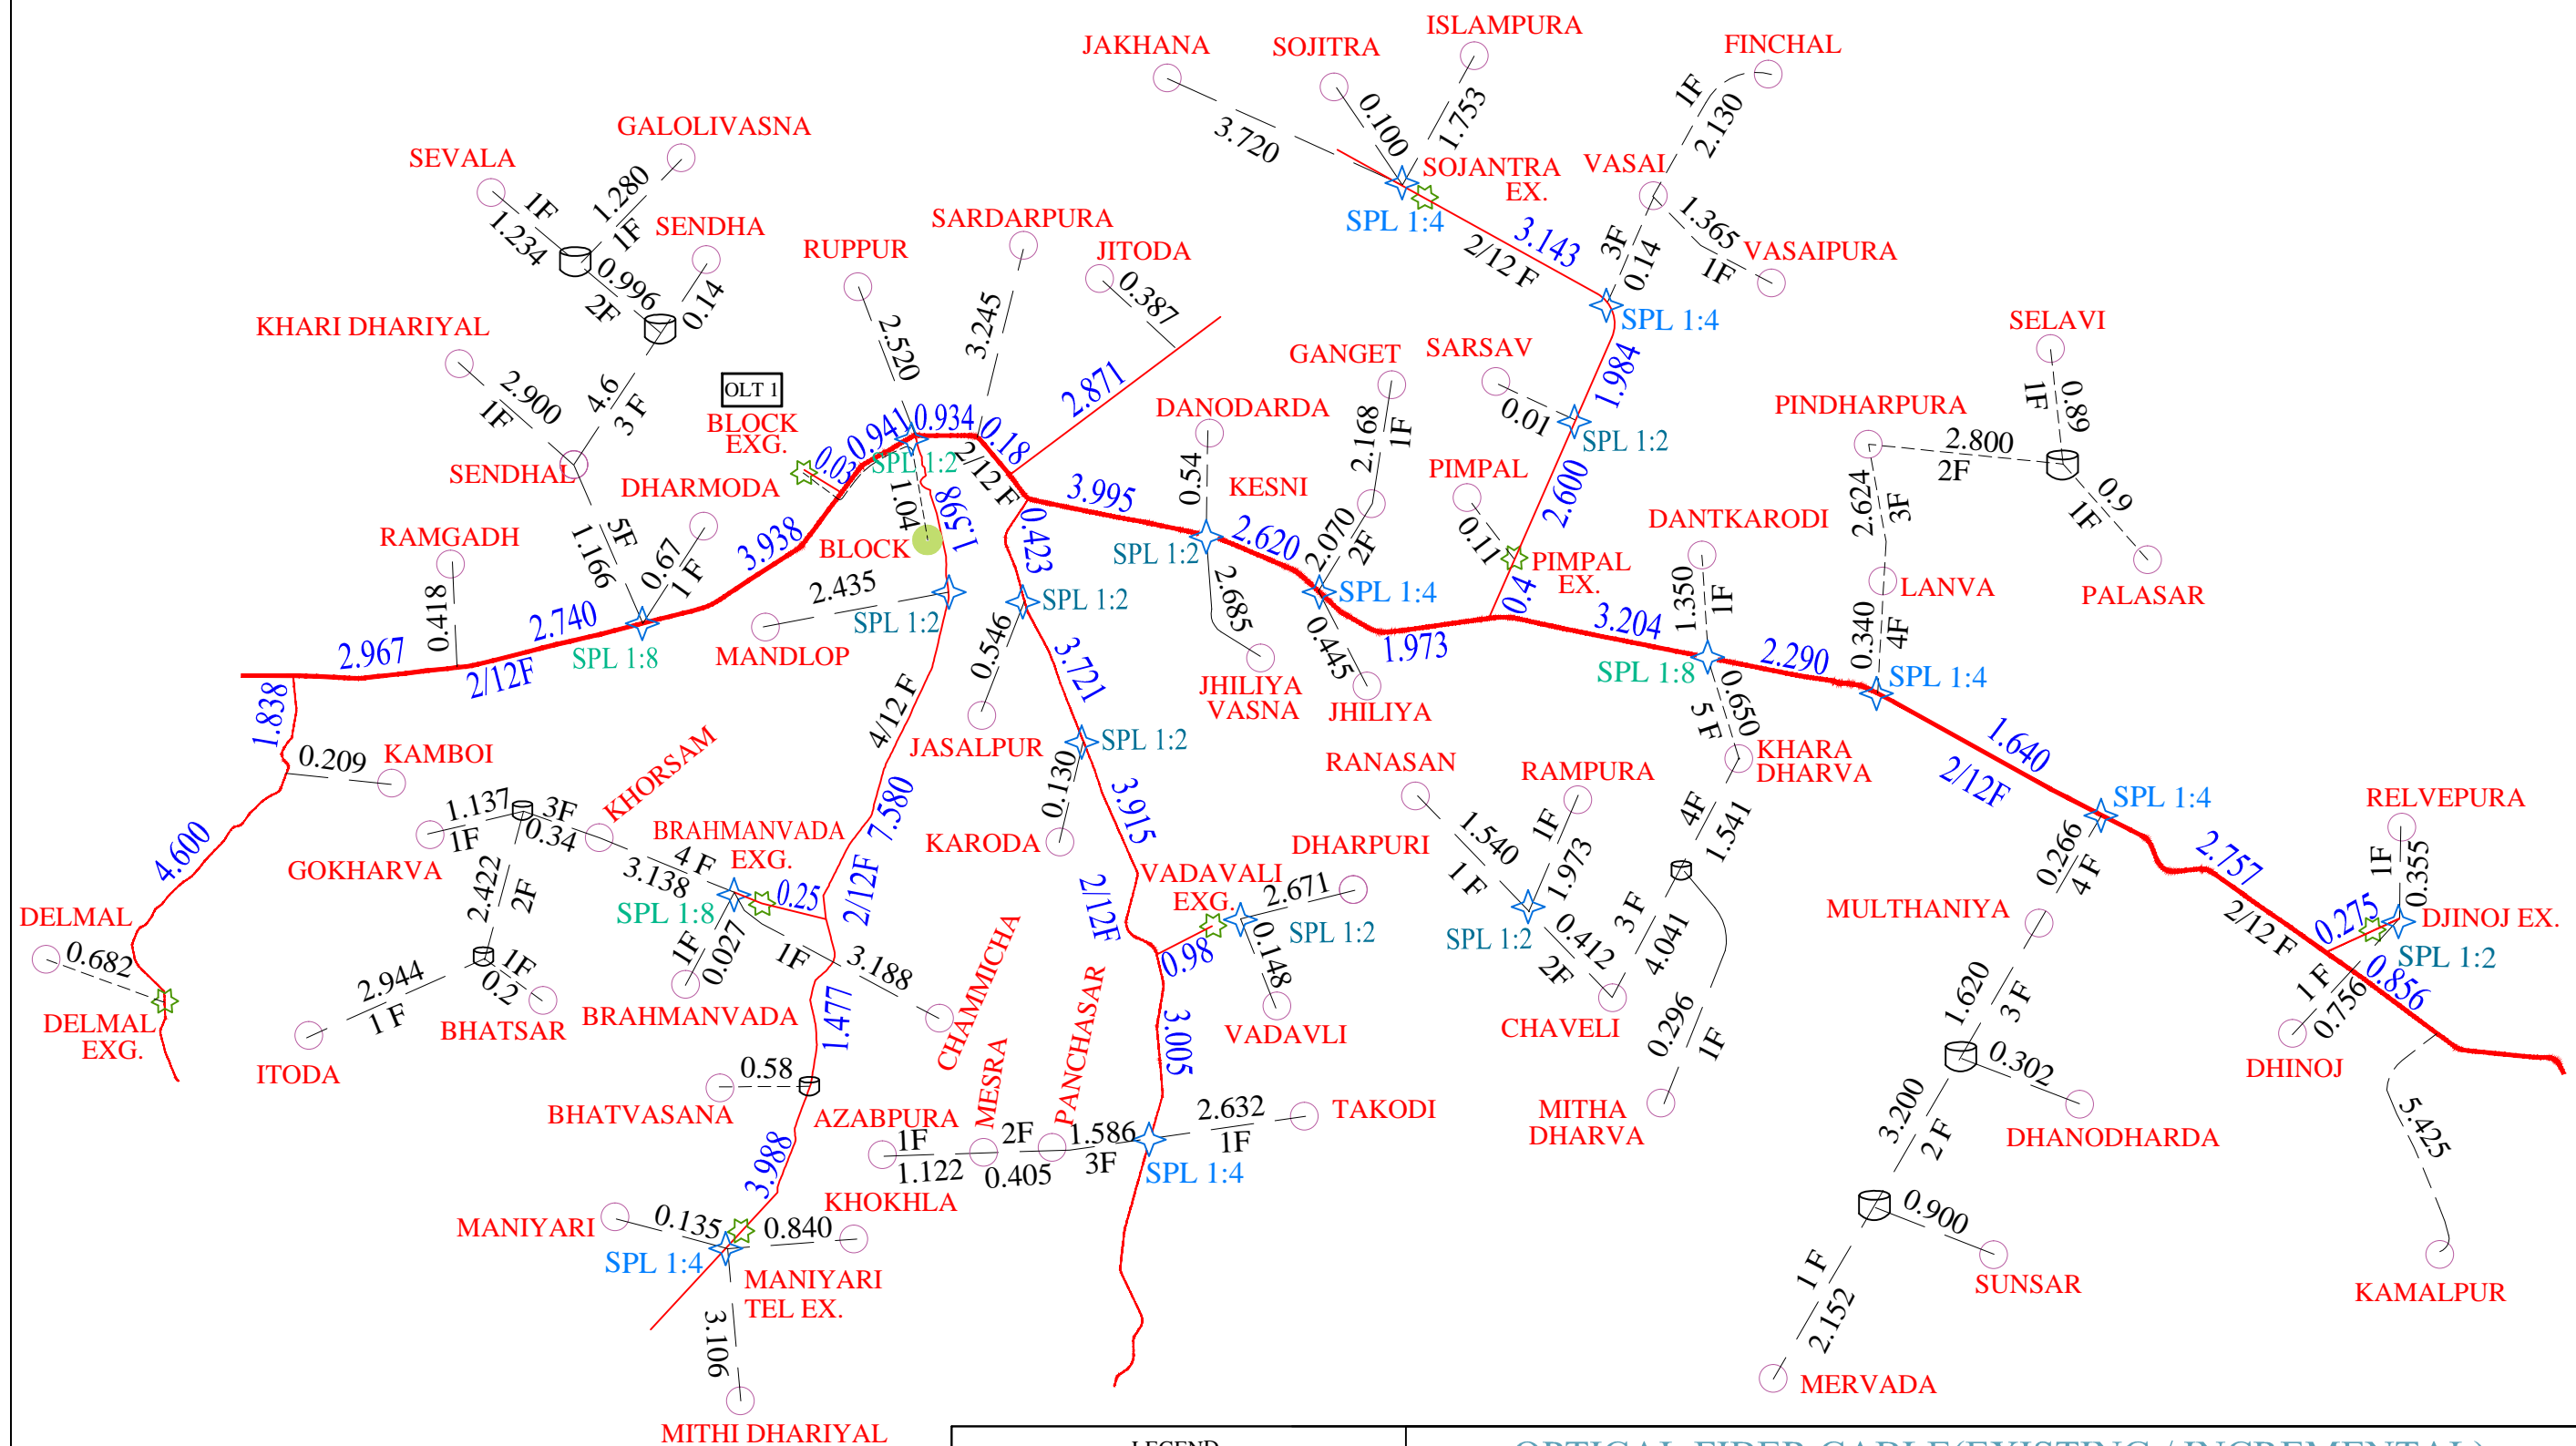 ISLAMPURA
JAKHANA
SOJITRA
FINCHAL
1F
2.130
3.720
0.100
1.753
GALOLIVASNA
SEVALA
1F
1.234
1.280
1F
SENDHA
SOJANTRA
EX.
VASAI
SPL 1:4
3.143
2/12 F
3F
0.14
1.365
1F
VASAIPURA
SARDARPURA
RUPPUR
JITODA
0.996
2F
0.14
KHARI DHARIYAL
2.520
3.245
0.387
SPL 1:4
SELAVI
2.900
1F
4.6
3 F
OLT 1
BLOCK
EXG.
2.871
GANGET
SARSAV
1.984
0.89
1F
0.03
0.941
0.934
0.18
2/12 F
SPL 1:2
DANODARDA
2.168
1F
0.01
SPL 1:2
PINDHARPURA
2.800
2F
SENDHAL
DHARMODA
1.04
1.598
3.995
0.54
KESNI
PIMPAL
2.600
2.624
3F
0.9
1F
RAMGADH
5F
1.166
0.67
1 F
3.938
BLOCK
0.423
SPL 1:2
2.620
2.070
2F
0.11
PIMPAL
EX.
DANTKARODI
LANVA
PALASAR
0.418
2.435
SPL 1:2
MANDLOP
SPL 1:2
SPL 1:4
0.4
1.350
1F
0.340
4F
2.967
2.740
2/12F
SPL 1:8
0.546
2.685
0.445
1.973
3.204
SPL 1:8
2.290
SPL 1:4
1.838
4/12 F
3.721
JHILIYA
VASNA
JHILIYA
0.650
5 F
0.209
KAMBOI
KHORSAM
JASALPUR
SPL 1:2
RANASAN
RAMPURA
KHARA
DHARVA
1.640
2/12F
1.137
1F
3F
0.34
7.580
2/12F
0.130
3.915
SPL 1:4
RELVEPURA
4.600
GOKHARVA
BRAHMANVADA
EXG.
4 F
3.138
KARODA
DHARPURI
1.540
1 F
1F
1.973
4F
1.541
0.266
4 F
2.757
2/12 F
1F
0.355
2.422
2F
SPL 1:8
0.25
2/12F
VADAVALI
EXG.
2.671
SPL 1:2
DELMAL
0.682
1F
0.027
1F
3.188
CHAMMICHA
0.98
0.148
SPL 1:2
0.412
2F
3 F
4.041
MULTHANIYA
0.275
DJINOJ EX.
SPL 1:2
DELMAL
EXG.
2.944
1 F
1F
0.2
BHATSAR
BRAHMANVADA
1.477
PANCHASAR
3.005
VADAVLI
CHAVELI
0.296
1F
1.620
3 F
1 F
0.756
0.856
ITODA
0.58
BHATVASANA
MESRA
DHINOJ
0.302
AZABPURA
1F
1.122
2F
0.405
1.586
3F
2.632
1F
TAKODI
MITHA
DHARVA
3.200
2 F
DHANODHARDA
5.425
3.988
SPL 1:4
KHOKHLA
MANIYARI
0.135
0.840
0.900
SPL 1:4
MANIYARI
TEL EX.
SUNSAR
KAMALPUR
3.106
1 F
2.152
MERVADA
MITHI DHARIYAL
LEGEND
OPTICAL FIBER CABLE(EXISTING / INCREMENTAL)